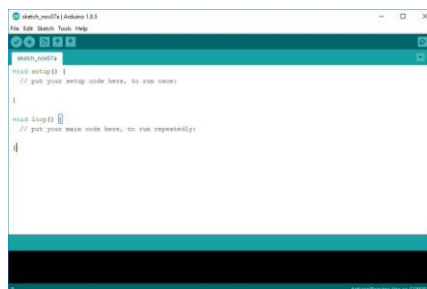 sketch_nov07a | Arduino 1.8.5
File Edit Sketch Tools Help
sketch_nov07a
void setup() {
// put your setup code here, to run once:
}
void loop() {
// put your main code here, to run repeatedly:
}